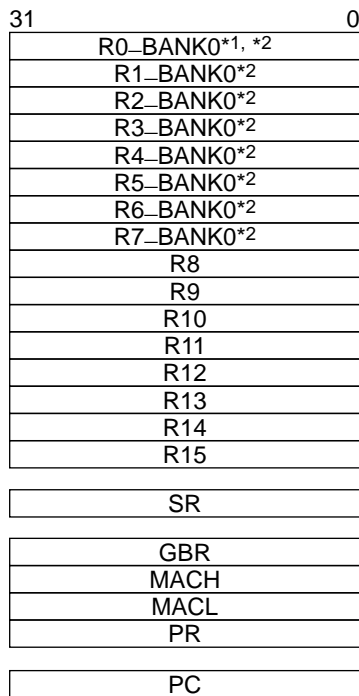 31 0
R0_BANK0*1, *2
R1_BANK0*2
R2_BANK0*2
R3_BANK0*2
R4_BANK0*2
R5_BANK0*2
R6_BANK0*2
R7_BANK0*2
R8
R9
R10
R11
R12
R13
R14
R15
SR
GBR
MACH
MACL
PR
PC